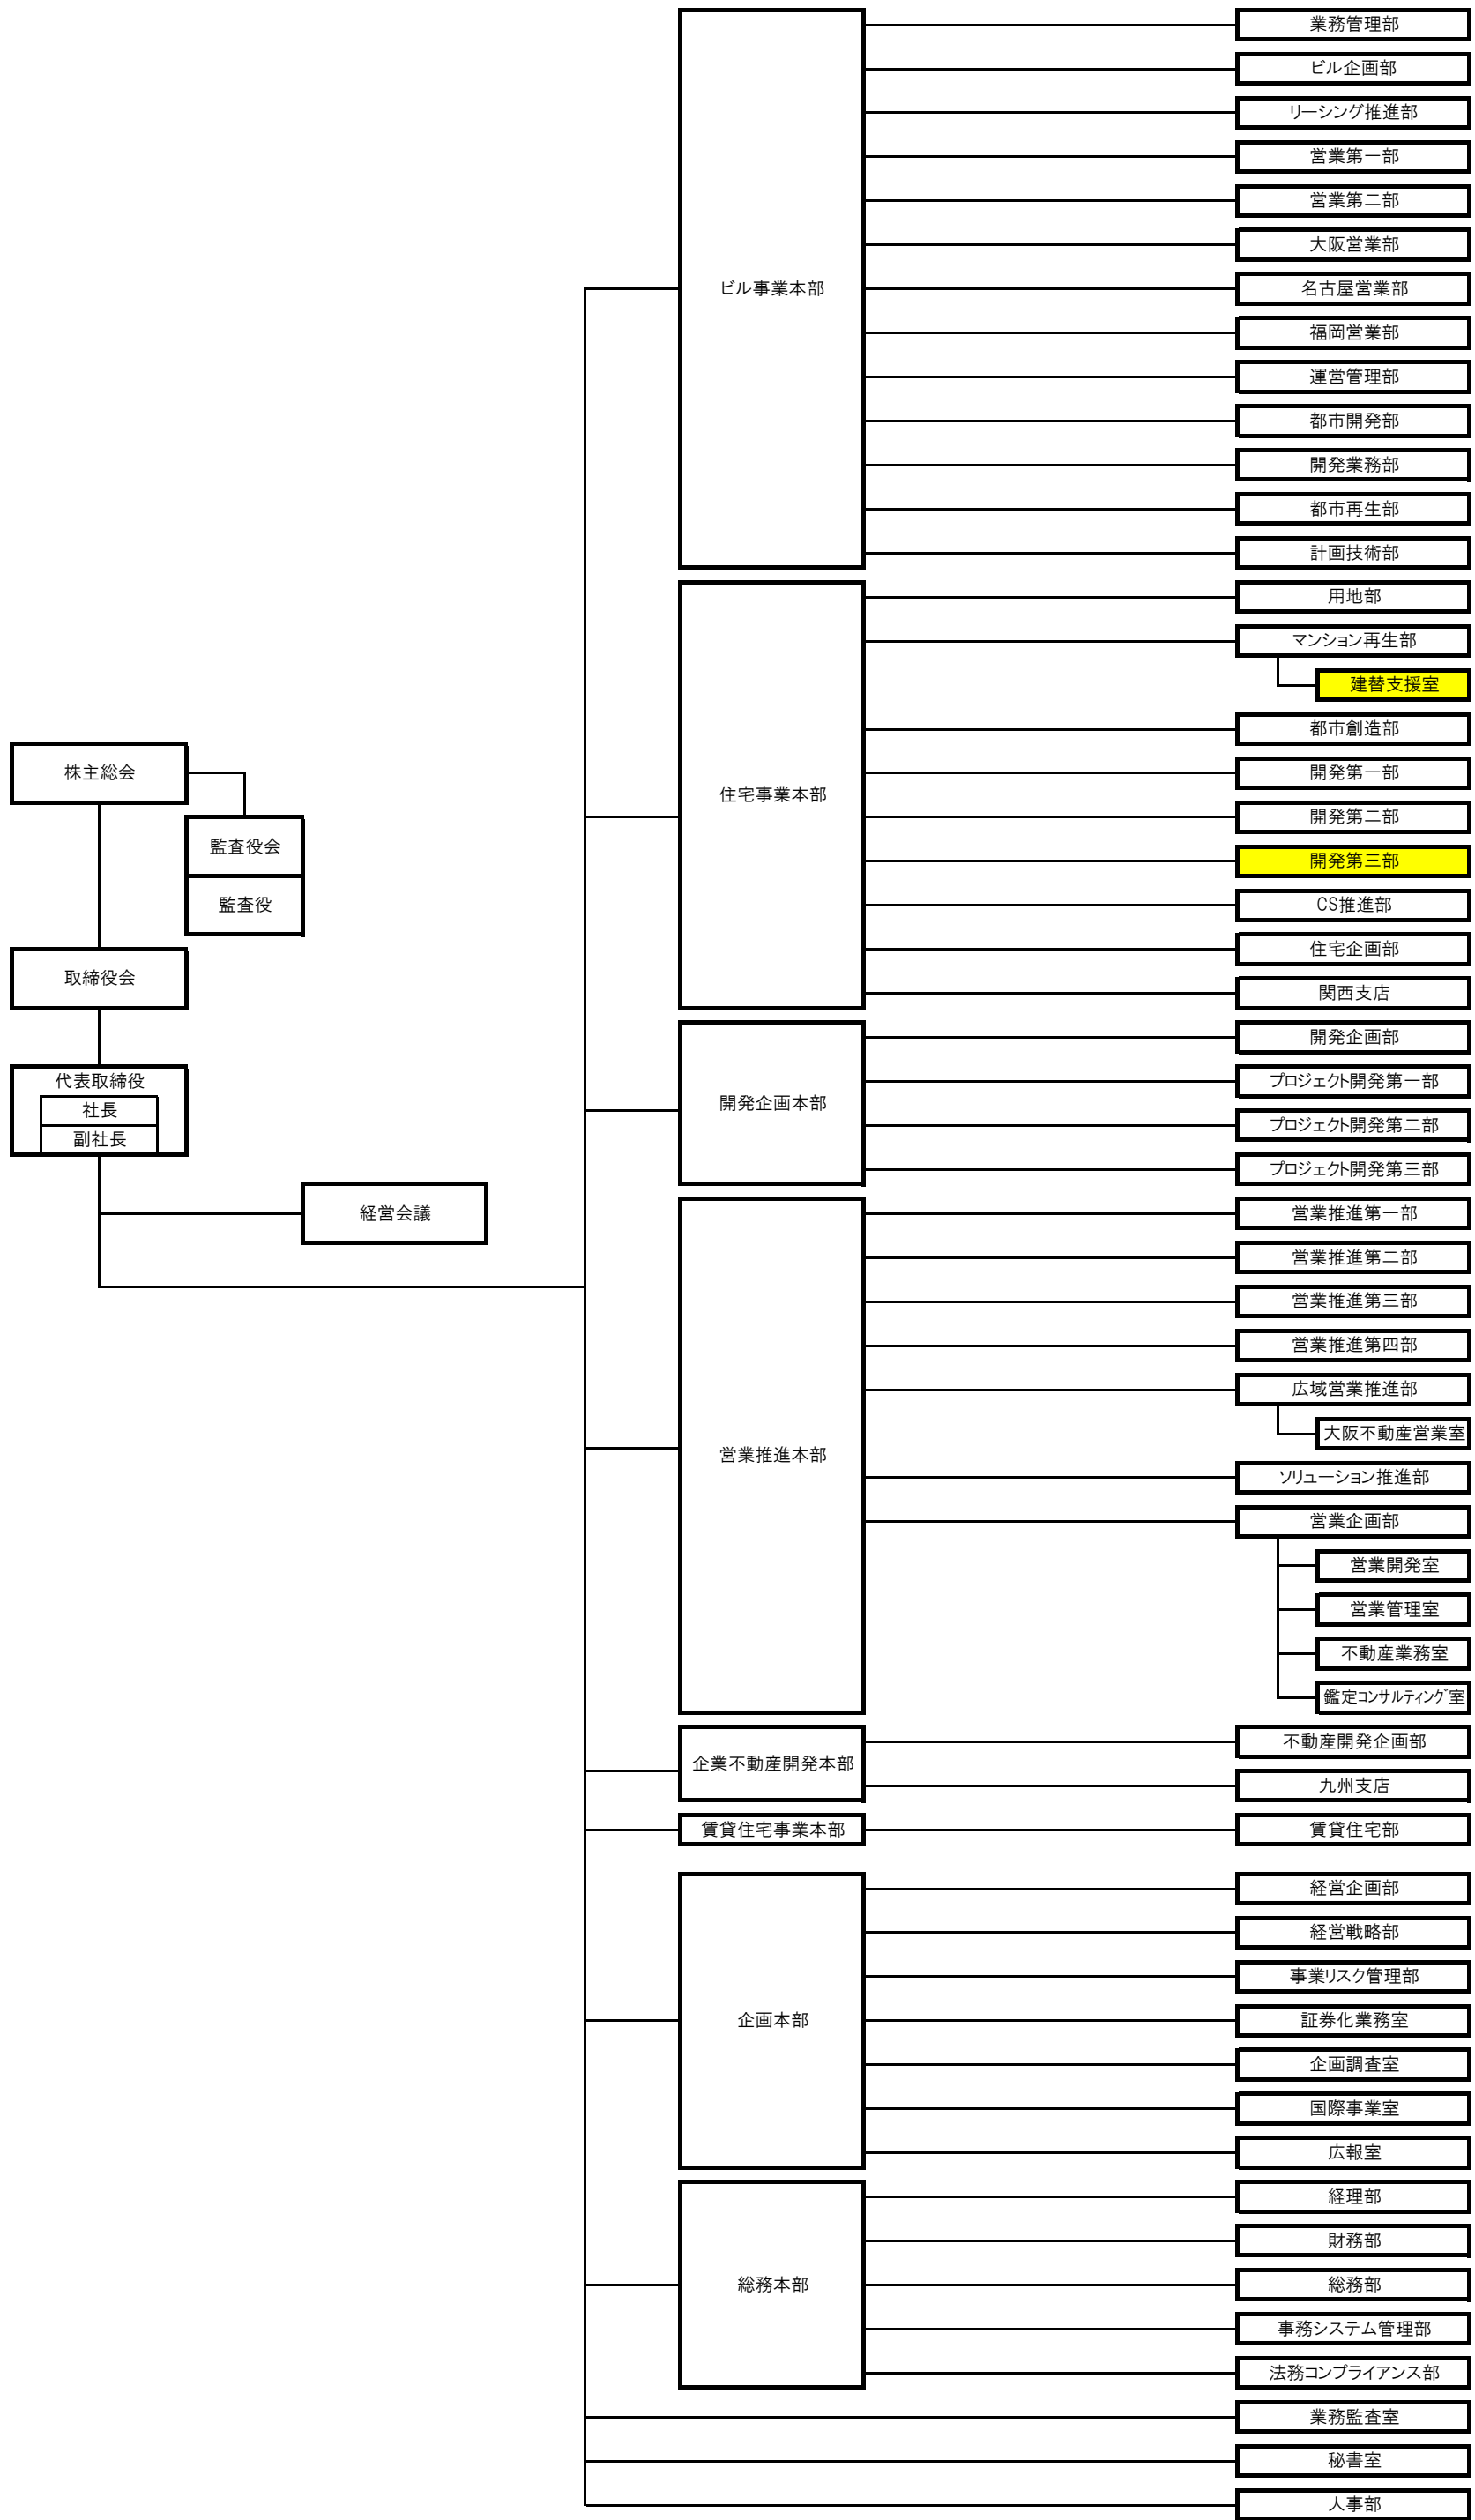 株主総会
監査役会
監査役
取締役会
代表取締役
社長
副社長
経営会議
ビル事業本部
業務管理部
ビル企画部
リーシング推進部
営業第一部
営業第二部
大阪営業部
名古屋営業部
福岡営業部
運営管理部
都市開発部
開発業務部
都市再生部
計画技術部
住宅事業本部
用地部
マンション再生部
建替支援室
都市創造部
開発第一部
開発第二部
開発第三部
CS推進部
住宅企画部
関西支店
開発企画本部
開発企画部
プロジェクト開発第一部
プロジェクト開発第二部
プロジェクト開発第三部
営業推進本部
営業推進第一部
営業推進第二部
営業推進第三部
営業推進第四部
広域営業推進部
大阪不動産営業室
ソリューション推進部
営業企画部
営業開発室
営業管理室
不動産業務室
鑑定コンサルティング室
企業不動産開発本部
不動産開発企画部
九州支店
賃貸住宅事業本部
賃貸住宅部
企画本部
経営企画部
経営戦略部
事業リスク管理部
証券化業務室
企画調査室
国際事業室
広報室
総務本部
経理部
財務部
総務部
事務システム管理部
法務コンプライアンス部
業務監査室
秘書室
人事部